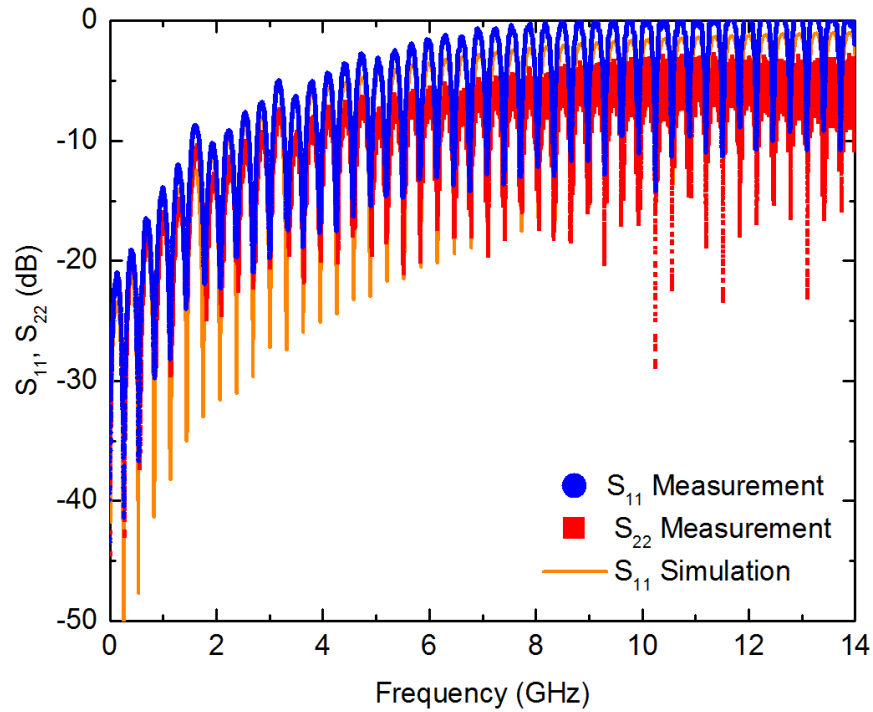 0
-10
-20
-30
-40
-50
S₁₁, S₂₂ (dB)
S₁₁ Measurement
S₂₂ Measurement
S₁₁ Simulation
0 2 4 6 8 10 12 14
Frequency (GHz)